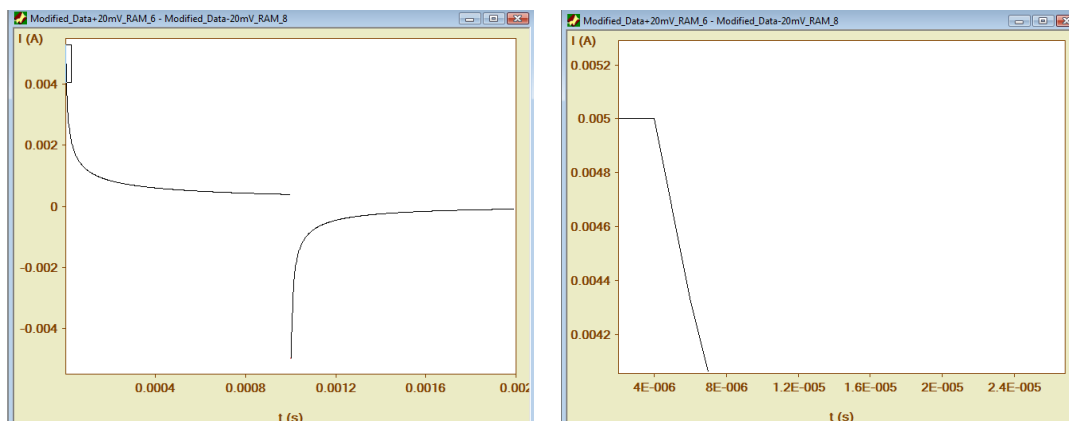 Modified_Data+20mV_RAM_6 - Modified_Data-20mV_RAM_8
I (A)
0.004
0.002
0
-0.002
-0.004
0.0004
0.0008
0.0012
0.0016
0.002
t (s)
Modified_Data+20mV_RAM_6 - Modified_Data-20mV_RAM_8
I (A)
0.0052
0.005
0.0048
0.0046
0.0044
0.0042
4E-006
8E-006
1.2E-005
1.6E-005
2E-005
2.4E-005
t (s)